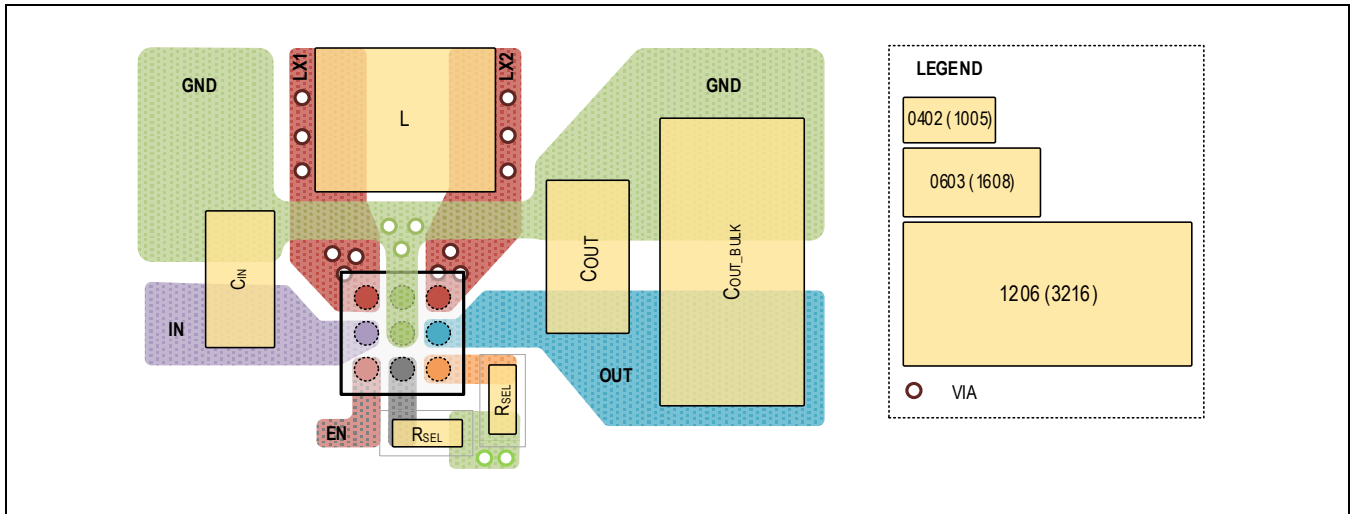 GND
LX1
L
LX2
GND
CIN
COUT
COUT_BULK
IN
OUT
EN
RSEL
RSEL
LEGEND
0402 (1005)
0603 (1608)
1206 (3216)
VIA